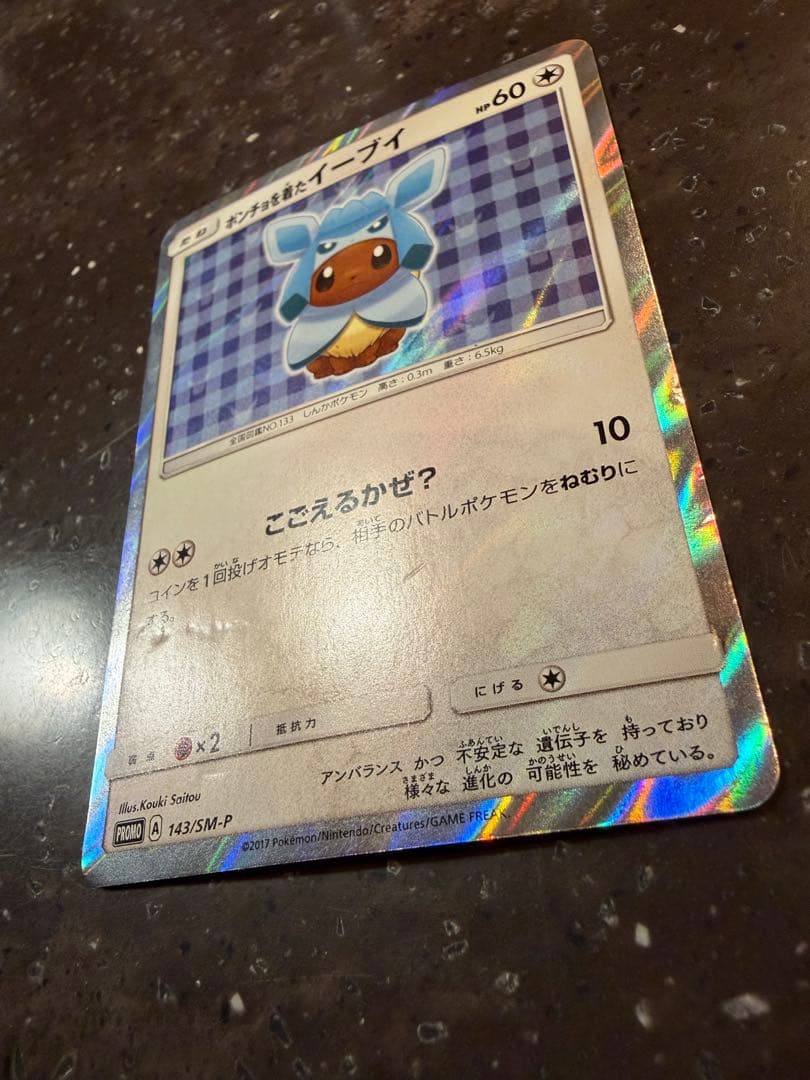 たね ポンチョを着たイーブイ HP60
全国図鑑NO.133 しんかポケモン 高さ:0.3m 重さ:6.5kg
こごえるかぜ? 10
コインを1回投げオモテなら、相手のバトルポケモンをねむりに
する。
弱点 ×2 抵抗力 にげる
アンバランス かつ 不安定な 遺伝子を 持っており
様々な 進化の 可能性を 秘めている。
Illus.Kouki Saitou
PROMO A 143/SM-P
©2017 Pokémon/Nintendo/Creatures/GAME FREAK.